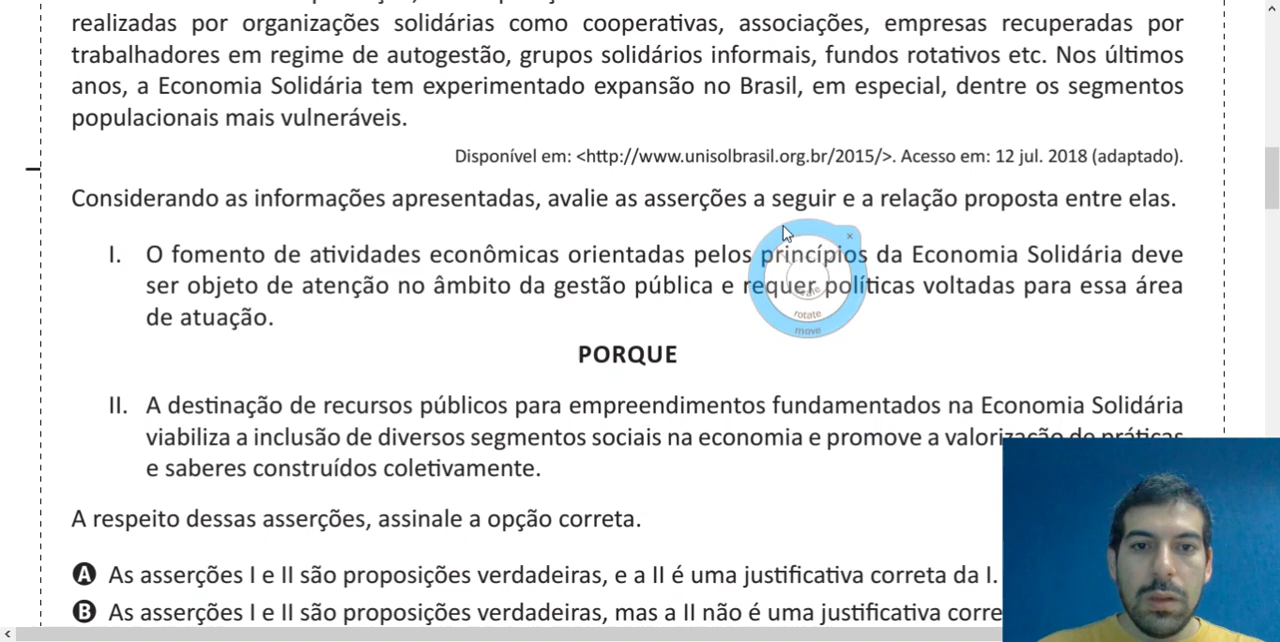 realizadas por organizações solidárias como cooperativas, associações, empresas recuperadas por
trabalhadores em regime de autogestão, grupos solidários informais, fundos rotativos etc. Nos últimos
anos, a Economia Solidária tem experimentado expansão no Brasil, em especial, dentre os segmentos
populacionais mais vulneráveis.
Disponível em: <http://www.unisolbrasil.org.br/2015/>. Acesso em: 12 jul. 2018 (adaptado).
Considerando as informações apresentadas, avalie as asserções a seguir e a relação proposta entre elas.
I. O fomento de atividades econômicas orientadas pelos princípios da Economia Solidária deve
ser objeto de atenção no âmbito da gestão pública e requer políticas voltadas para essa área
de atuação.
rotate
move
PORQUE
II. A destinação de recursos públicos para empreendimentos fundamentados na Economia Solidária
viabiliza a inclusão de diversos segmentos sociais na economia e promove a valorização de práticas
e saberes construídos coletivamente.
A respeito dessas asserções, assinale a opção correta.
A As asserções I e II são proposições verdadeiras, e a II é uma justificativa correta da I.
B As asserções I e II são proposições verdadeiras, mas a II não é uma justificativa